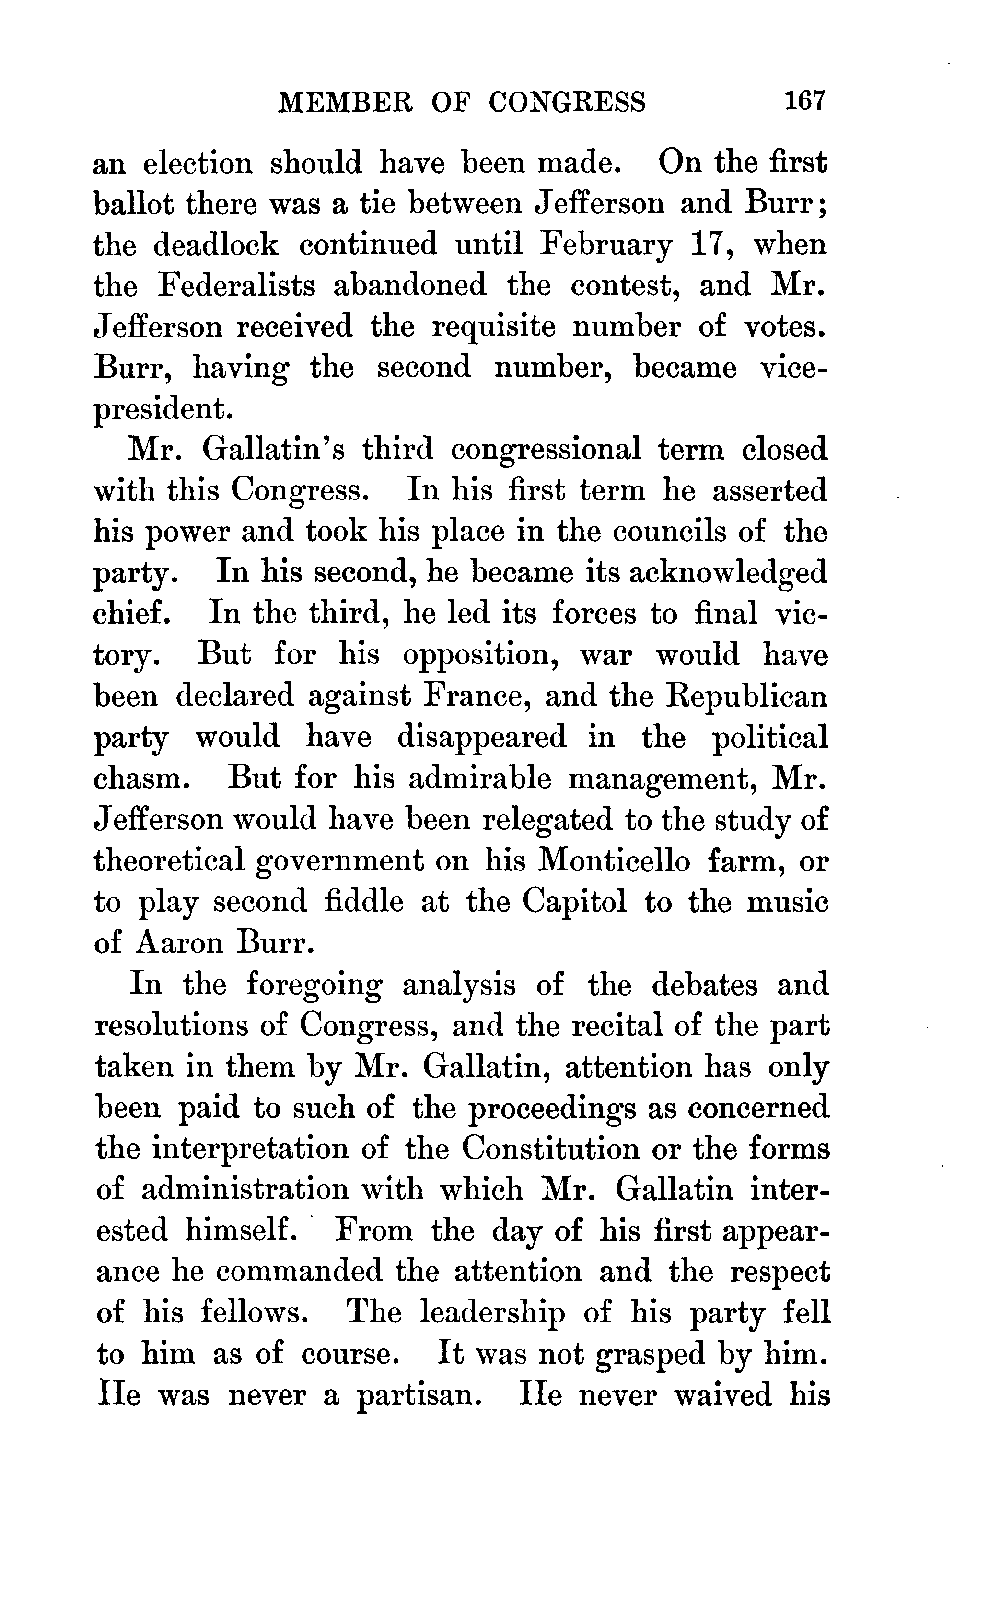 MEMBER OF CONGRESS 167
an election should have been made. On the first
ballot there was a tie between Jefferson and Burr;
the deadlock continued until February 17, when
the Federalists abandoned the contest, and Mr.
Jefferson received the requisite number of votes.
Burr, having the second number, became vice-
president.
Mr. Gallatin's third congressional term closed
with this Congress. In his first term he asserted
his power and took his place in the councils of the
party. In his second, he became its acknowledged
chief. In the third, he led its forces to final vic-
tory. But for his opposition, war would have
been declared against France, and the Republican
party would have disappeared in the political
chasm. But for his admirable management, Mr.
Jefferson would have been relegated to the study of
theoretical government on his Monticello farm, or
to play second fiddle at the Capitol to the music
of Aaron Burr.
In the foregoing analysis of the debates and
resolutions of Congress, and the recital of the part
taken in them by Mr. Gallatin, attention has only
been paid to such of the proceedings as concerned
the interpretation of the Constitution or the forms
of administration with which Mr. Gallatin inter-
ested himself. From the day of his first appear-
ance he commanded the attention and the respect
of his fellows. The leadership of his party fell
to him as of course. It was not grasped by him.
He was never a partisan. He never waived his